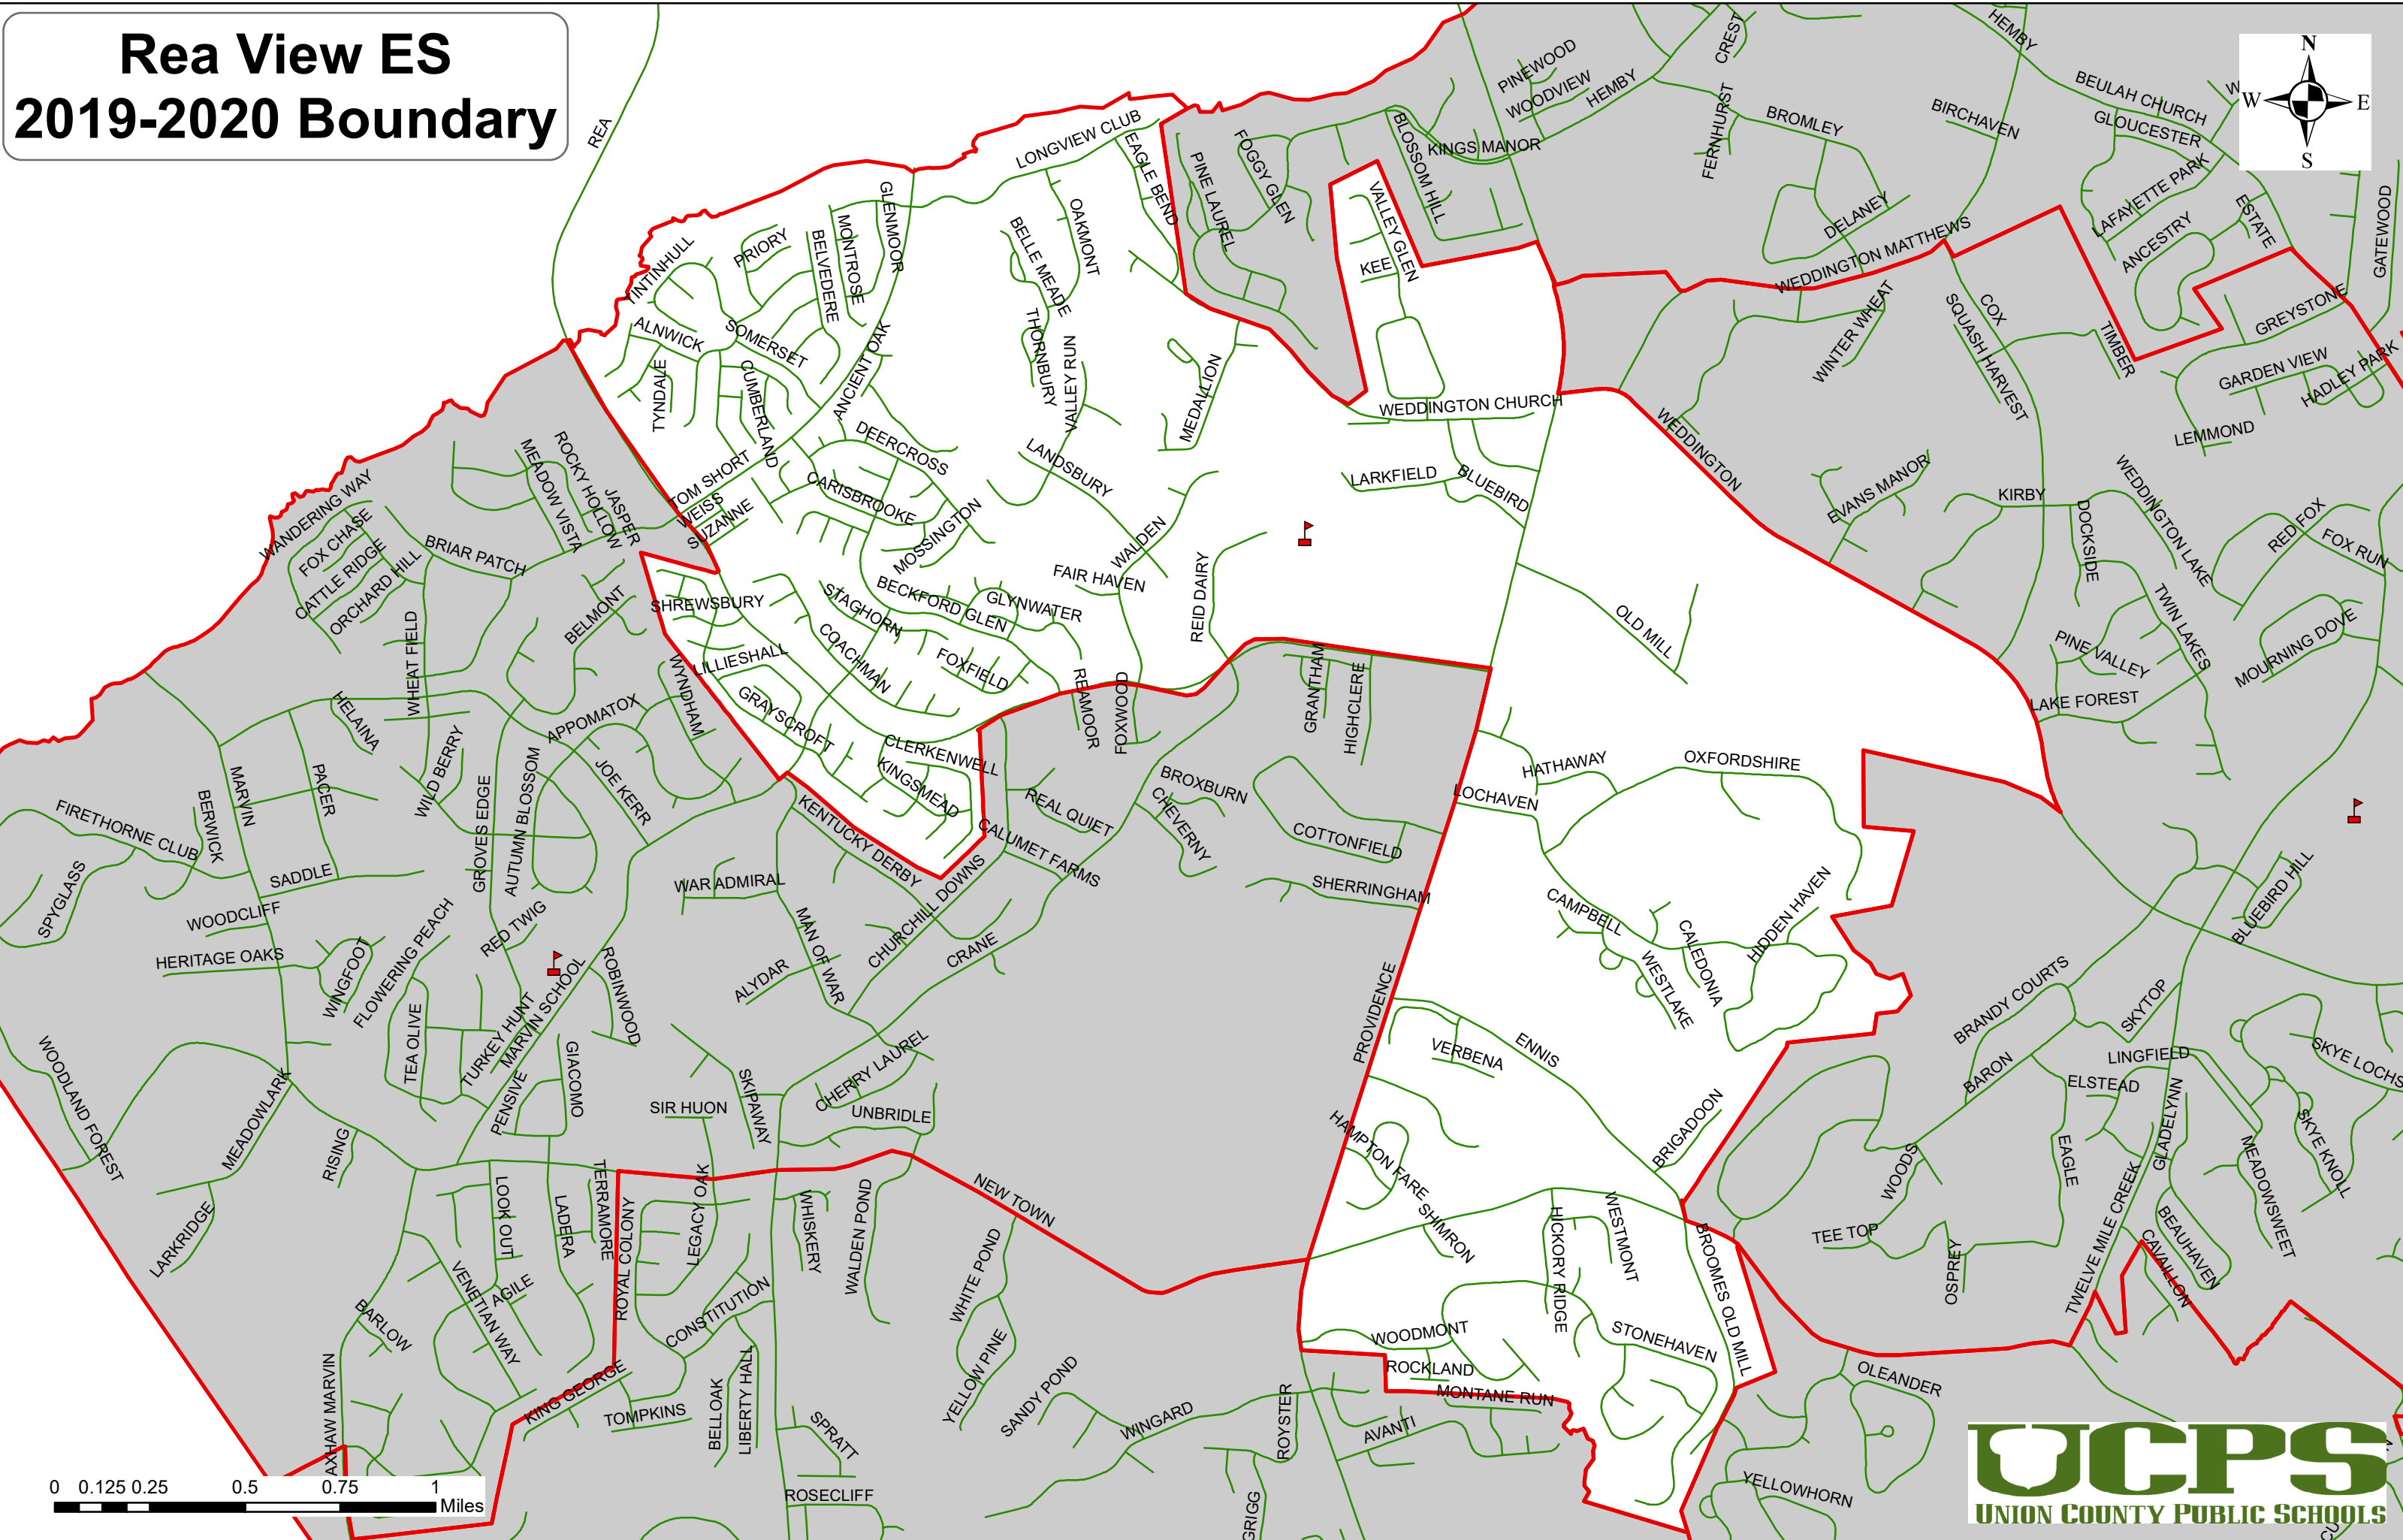 Rea View ES
2019-2020 Boundary
N
W
E
S
REA
LONGVIEW CLUB
EAGLE BEND
PINE LAUREL
FOGGY GLEN
BLOSSOM HILL
KINGS MANOR
PINEWOOD
WOODVIEW
HEMBY
CREST
FERNHURST
BROMLEY
BIRCHAVEN
HEMBY
BEULAH CHURCH
GLOUCESTER
LAFAYETTE PARK
ANCESTRY
ESTATE
GATEWOOD
DELANEY
WEDDINGTON MATTHEWS
VALLEY GLEN
KEE
GLENMOOR
MONTROSE
BELVEDERE
PRIORY
TINTINHULL
ALNWICK
SOMERSET
TYNDALE
CUMBERLAND
ANCIENT OAK
OAKMONT
BELLE MEADE
THORNBURY
VALLEY RUN
MEDALLION
WEDDINGTON CHURCH
WINTER WHEAT
SQUASH HARVEST
COX
TIMBER
GREYSTONE
GARDEN VIEW
HADLEY PARK
LEMMOND
DEERCROSS
CARISBROOKE
MOSSINGTON
LANDSBURY
LARKFIELD
BLUEBIRD
WEDDINGTON
EVANS MANOR
KIRBY
DOCKSIDE
WEDDINGTON LAKE
RED FOX
FOX RUN
TOM SHORT
WEISS
SUZANNE
JASPER
ROCKY HOLLOW
MEADOW VISTA
WANDERING WAY
FOX CHASE
CATTLE RIDGE
ORCHARD HILL
BRIAR PATCH
WHEAT FIELD
BELMONT
SHREWSBURY
STAGHORN
BECKFORD GLEN
GLYNWATER
FAIR HAVEN
WALDEN
REID DAIRY
OLD MILL
TWIN LAKES
PINE VALLEY
MOURNING DOVE
LAKE FOREST
LILLIESHALL
WYNDHAM
COACHMAN
FOXFIELD
REAMOOR
FOXWOOD
GRANTHAM
HIGHCLERE
GRAYSCROFT
CLERKENWELL
KINGSMEAD
HELAINA
APPOMATOX
WILD BERRY
JOE KERR
AUTUMN BLOSSOM
GROVES EDGE
MARVIN
PACER
BERWICK
FIRETHORNE CLUB
SPYGLASS
SADDLE
WOODCLIFF
HERITAGE OAKS
WINGFOOT
FLOWERING PEACH
RED TWIG
KENTUCKY DERBY
WAR ADMIRAL
MAN OF WAR
CHURCHILL DOWNS
CALUMET FARMS
REAL QUIET
BROXBURN
CHEVERNY
COTTONFIELD
SHERRINGHAM
LOCHAVEN
HATHAWAY
OXFORDSHIRE
CAMPBELL
WESTLAKE
CALEDONIA
HIDDEN HAVEN
BLUEBIRD HILL
BRANDY COURTS
SKYTOP
BARON
LINGFIELD
ELSTEAD
SKYE LOCHS
SKYE KNOLL
CRANE
ALYDAR
ROBINWOOD
MARVIN SCHOOL
TURKEY HUNT
TEA OLIVE
GIACOMO
PENSIVE
SIR HUON
SKIPAWAY
CHERRY LAUREL
UNBRIDLE
PROVIDENCE
VERBENA
ENNIS
BRIGADOON
HAMPTON FARE
SHIMRON
HICKORY RIDGE
WESTMONT
BROOMES OLD MILL
WOODS
TEE TOP
OSPREY
EAGLE
TWELVE MILE CREEK
GLADELYNN
MEADOWSWEET
BEAUHAVEN
CAVAILLON
WOODLAND FOREST
MEADOWLARK
LARKRIDGE
RISING
LOOK OUT
LADERA
TERRAMORE
ROYAL COLONY
LEGACY OAK
WHISKERY
WALDEN POND
NEW TOWN
WHITE POND
YELLOW PINE
SANDY POND
WINGARD
ROYSTER
GRIGG
AVANTI
MONTANE RUN
ROCKLAND
WOODMONT
STONEHAVEN
OLEANDER
YELLOWHORN
VENETIAN WAY
AGILE
BARLOW
CONSTITUTION
KING GEORGE
TOMPKINS
BELLOAK
LIBERTY HALL
SPRATT
ROSECLIFF
AXHAW MARVIN
0 0.125 0.25 0.5 0.75 1
Miles
UCPS
UNION COUNTY PUBLIC SCHOOLS